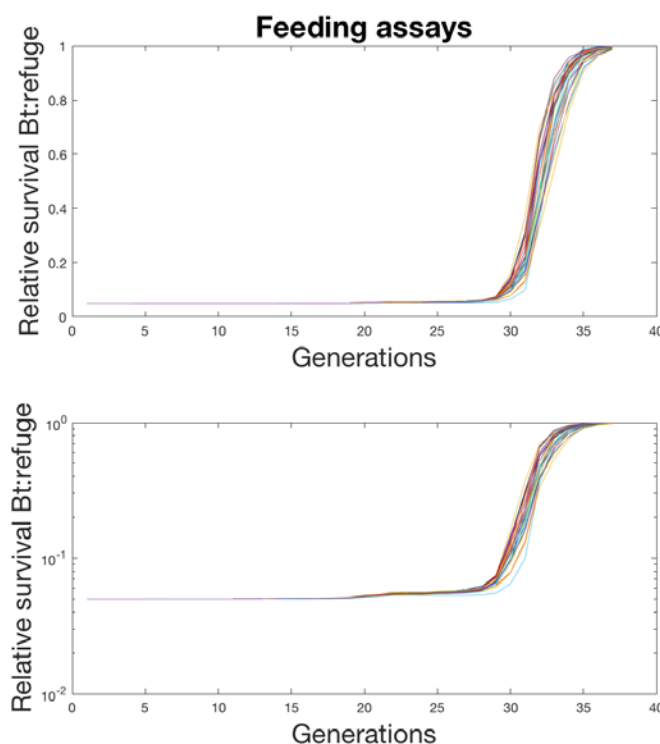 Feeding assays
Relative survival Bt:refuge
1
0.8
0.6
0.4
0.2
0
0 5 10 15 20 25 30 35 40
Generations
Relative survival Bt:refuge
10^0
10^-1
10^-2
0 5 10 15 20 25 30 35 40
Generations